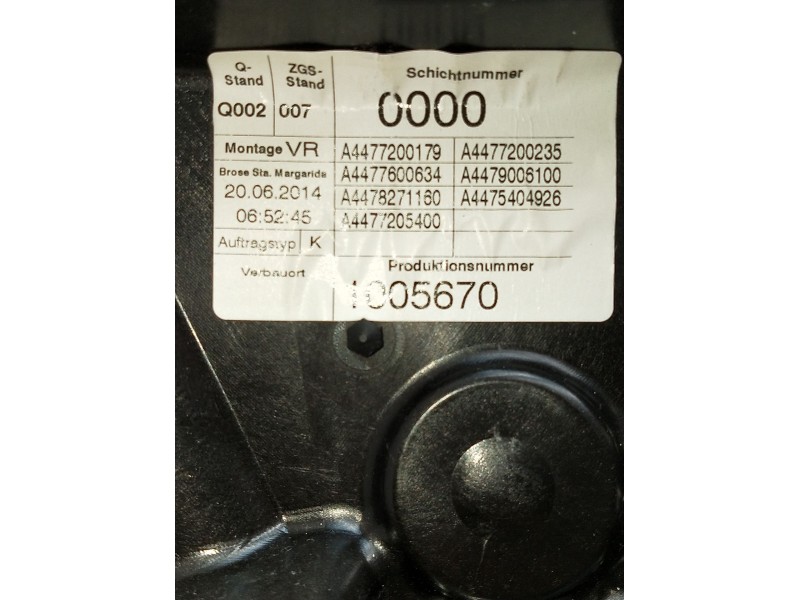 Q-Stand ZGS-Stand Schichtnummer
Q002 007 0000
Montage VR A4477200179 A4477200235
Brose Sta. Margarida A4477600634 A4479006100
20.06.2014 A4478271160 A4475404926
06:52:45 A4477205400
Auftragstyp K
Verbauort Produktionsnummer
1005670